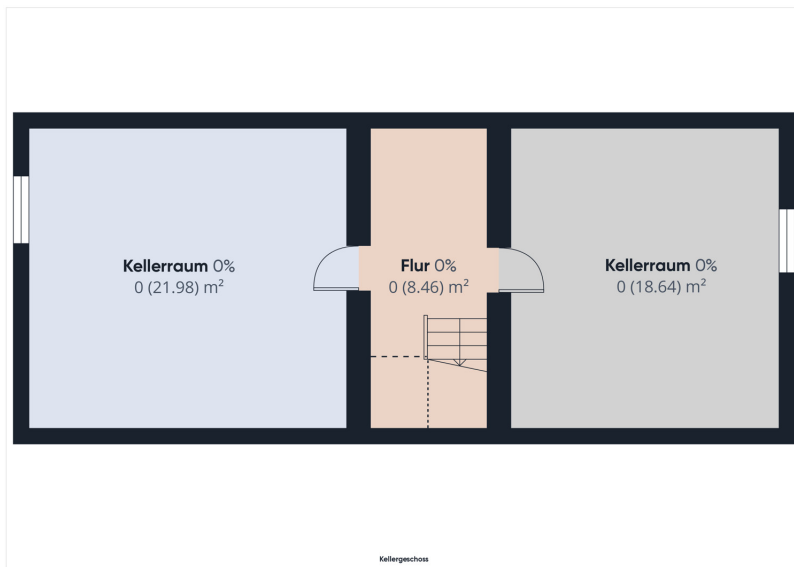 Kellerraum 0%
0 (21.98) m²
Flur 0%
0 (8.46) m²
Kellerraum 0%
0 (18.64) m²
Kellergeschoss